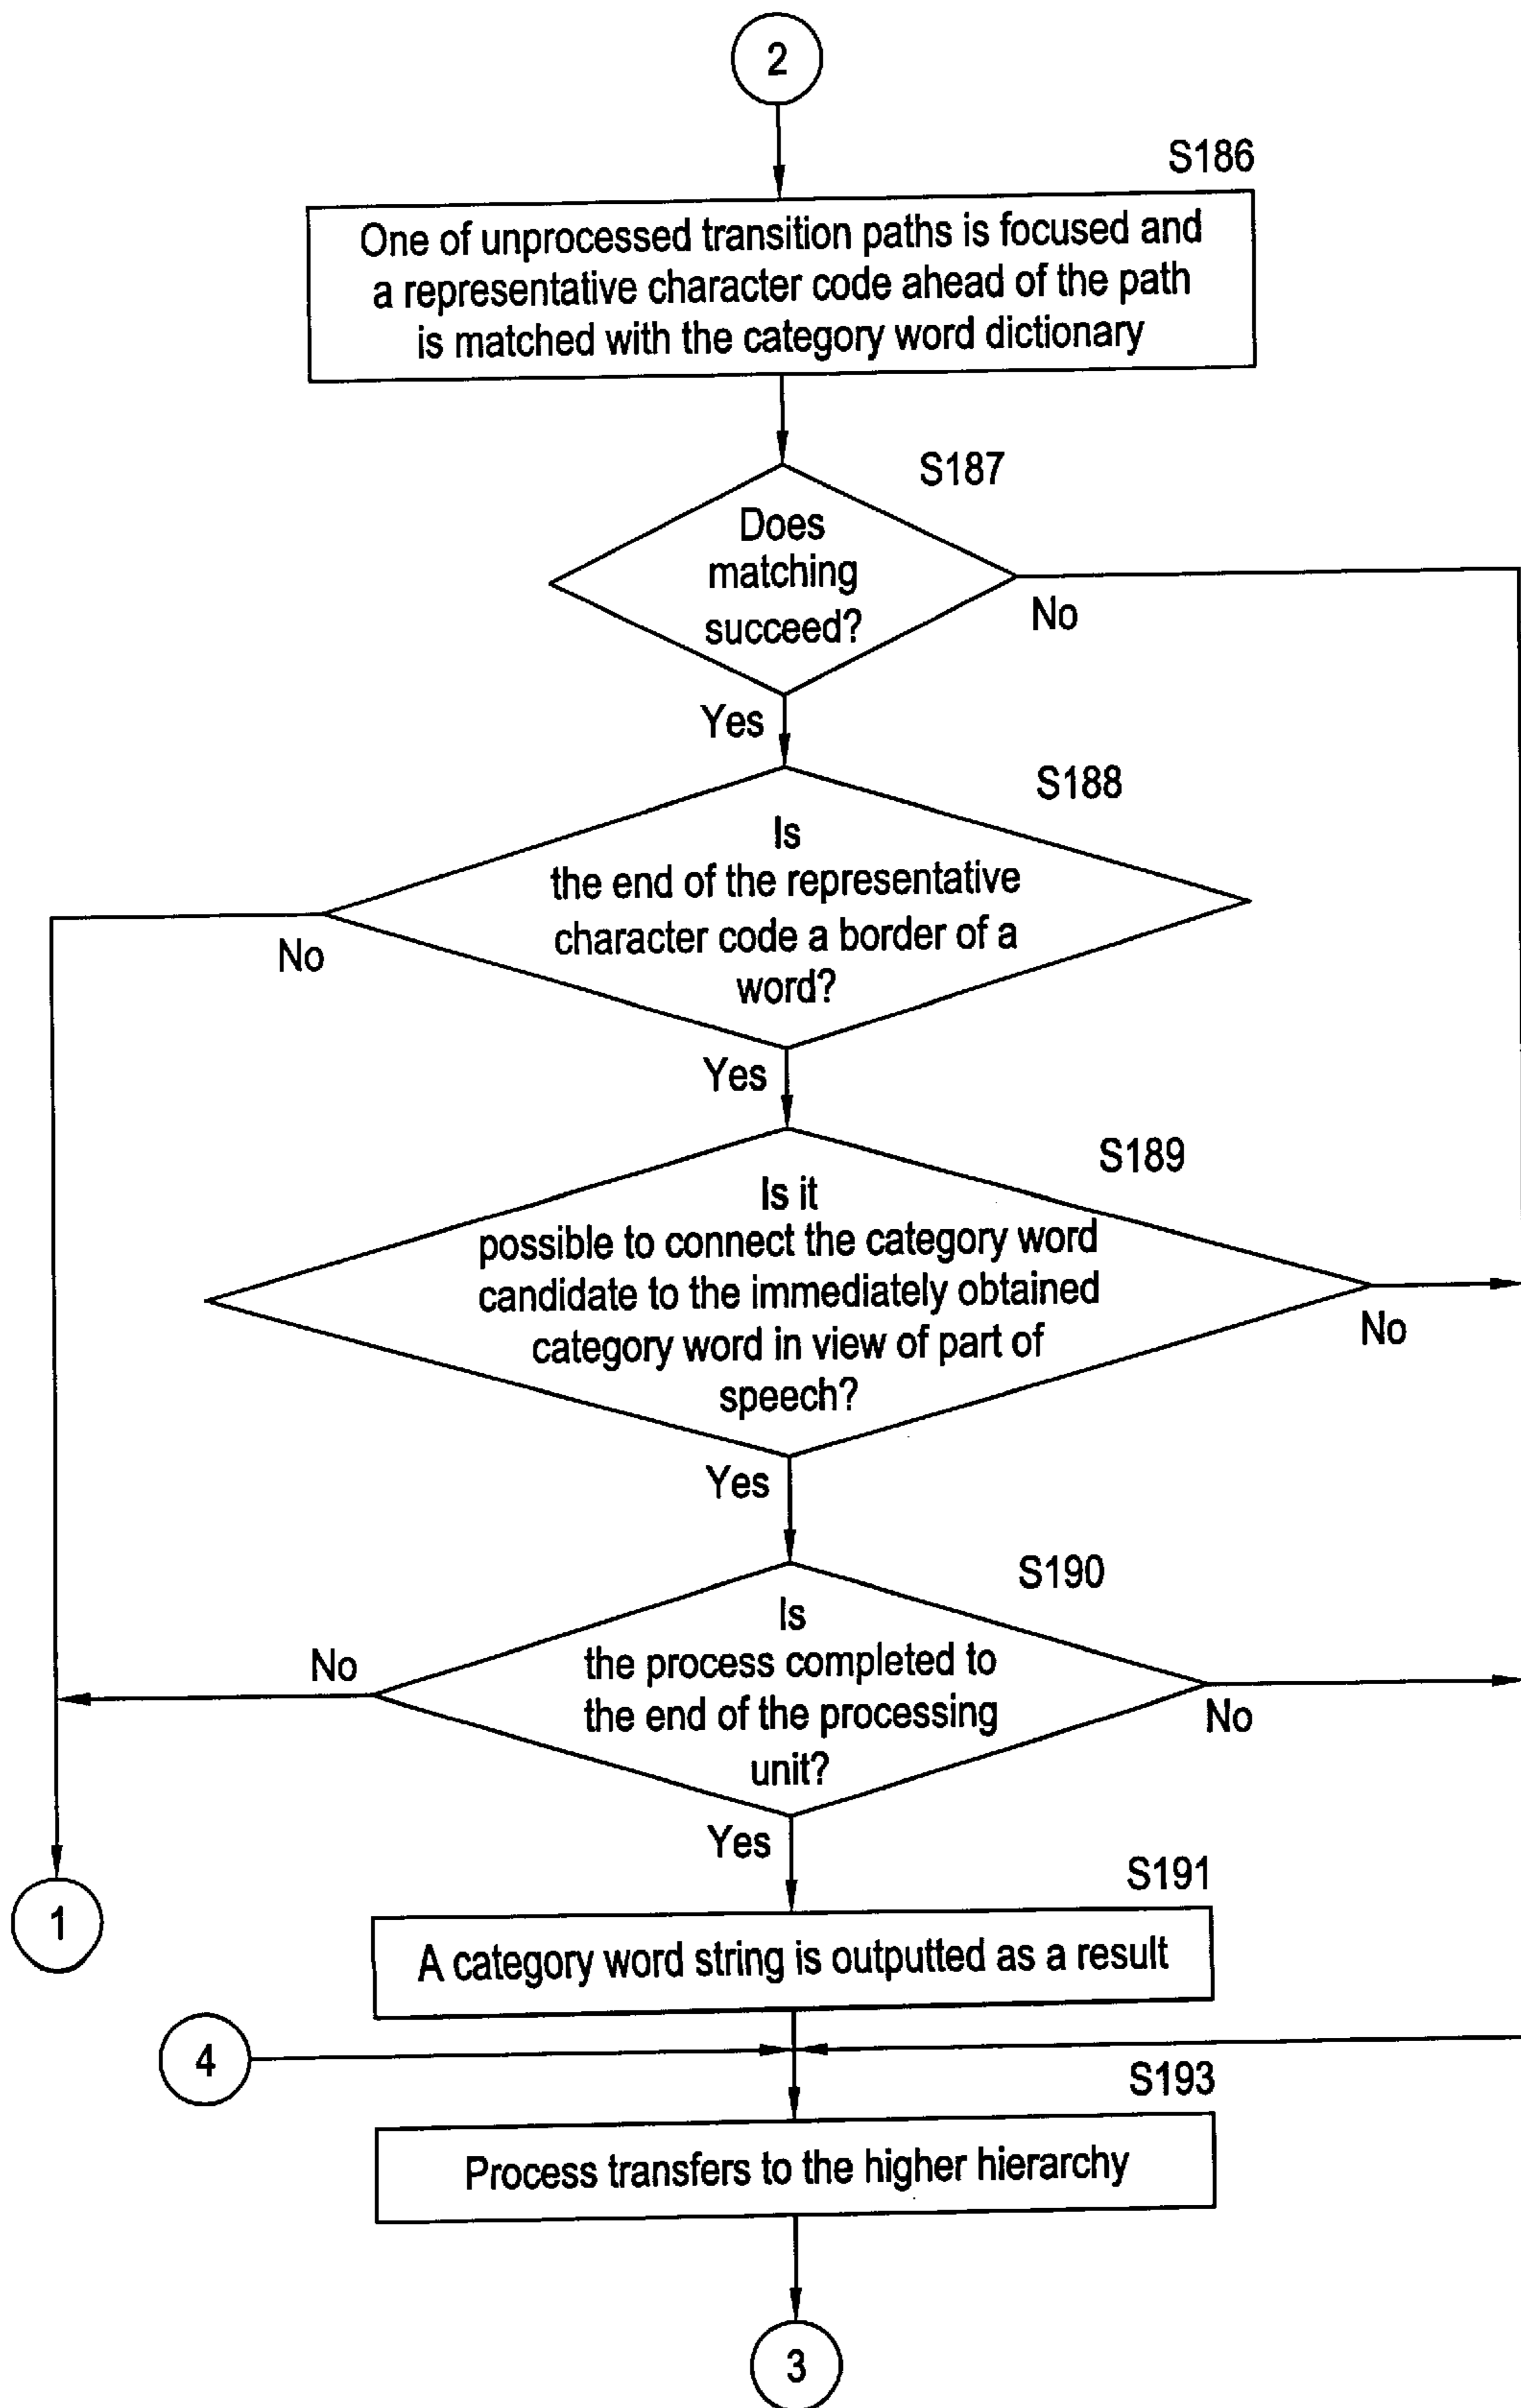 2
S186
One of unprocessed transition paths is focused and
a representative character code ahead of the path
is matched with the category word dictionary
S187
Does
matching
succeed?
No
Yes
S188
Is
the end of the representative
character code a border of a
word?
No
Yes
S189
Is it
possible to connect the category word
candidate to the immediately obtained
category word in view of part of
speech?
No
Yes
S190
Is
the process completed to
the end of the processing
unit?
No
No
Yes
S191
1
A category word string is outputted as a result
4
S193
Process transfers to the higher hierarchy
3